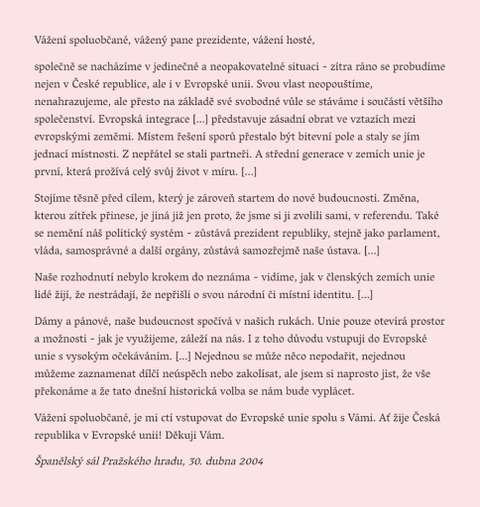 Vážení spoluobčané, vážený pane prezidente, vážení hosté,
společně se nacházíme v jedinečné a neopakovatelné situaci - zítra ráno se probudíme
nejen v České republice, ale i v Evropské unii. Svou vlast neopouštíme,
nenahrazujeme, ale přesto na základě své svobodné vůle se stáváme i součástí většího
společenství. Evropská integrace [...] představuje zásadní obrat ve vztazích mezi
evropskými zeměmi. Místem řešení sporů přestalo být bitevní pole a staly se jím
jednací místnosti. Z nepřátel se stali partneři. A střední generace v zemích unie je
první, která prožívá celý svůj život v míru. [...]
Stojíme těsně před cílem, který je zároveň startem do nové budoucnosti. Změna,
kterou zítřek přinese, je jiná již jen proto, že jsme si ji zvolili sami, v referendu. Také
se nemění náš politický systém - zůstává prezident republiky, stejně jako parlament,
vláda, samosprávné a další orgány, zůstává samozřejmě naše ústava. [...]
Naše rozhodnutí nebylo krokem do neznáma - vidíme, jak v členských zemích unie
lidé žijí, že nestrádají, že nepřišli o svou národní či místní identitu. [...]
Dámy a pánové, naše budoucnost spočívá v našich rukách. Unie pouze otevírá prostor
a možnosti - jak je využijeme, záleží na nás. I z toho důvodu vstupuji do Evropské
unie s vysokým očekáváním. [...] Nejednou se může něco nepodařit, nejednou
můžeme zaznamenat dílčí neúspěch nebo zakolísat, ale jsem si naprosto jist, že vše
překonáme a že tato dnešní historická volba se nám bude vyplácet.
Vážení spoluobčané, je mi ctí vstupovat do Evropské unie spolu s Vámi. Ať žije Česká
republika v Evropské unii! Děkuji Vám.
Španělský sál Pražského hradu, 30. dubna 2004